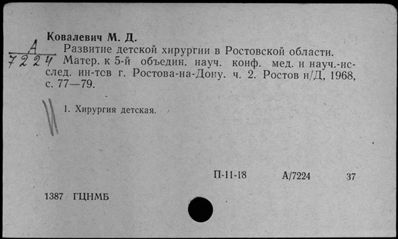 Ковалевич М. Д.
А
7224
Развитие детской хирургии в Ростовской области.
Матер. к 5-й объедин. науч. конф. мед. и науч.-ис-
след. ин-тов г. Ростова-на-Дону. ч. 2. Ростов н/Д, 1968,
с. 77—79.
1. Хирургия детская.
П-11-18 А/7224 37
1387 ГЦНМБ